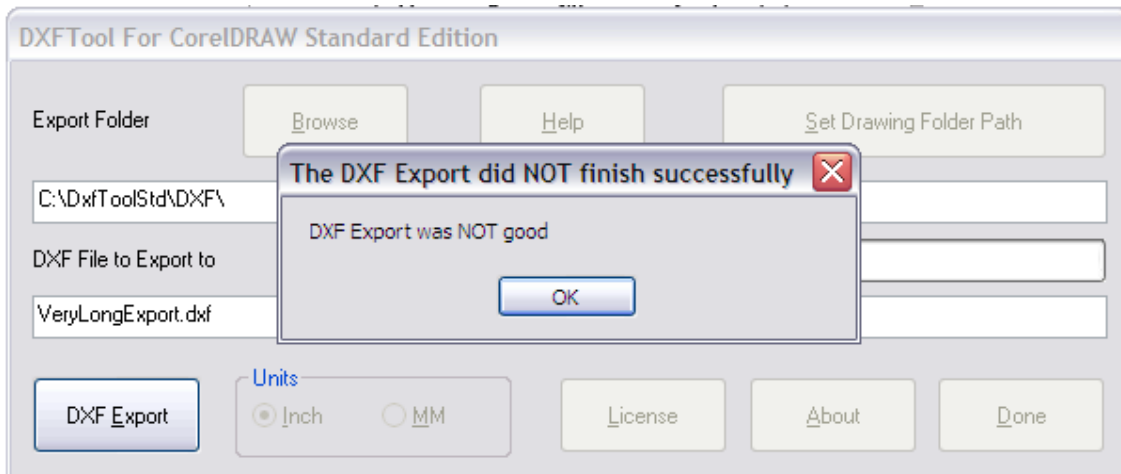 DXFTool For CorelDRAW Standard Edition
Export Folder
Browse
Help
Set Drawing Folder Path
The DXF Export did NOT finish successfully
C:\DxfToolStd\DXF\
DXF Export was NOT good
DXF File to Export to
OK
VeryLongExport.dxf
Units
DXF Export
Inch
MM
License
About
Done